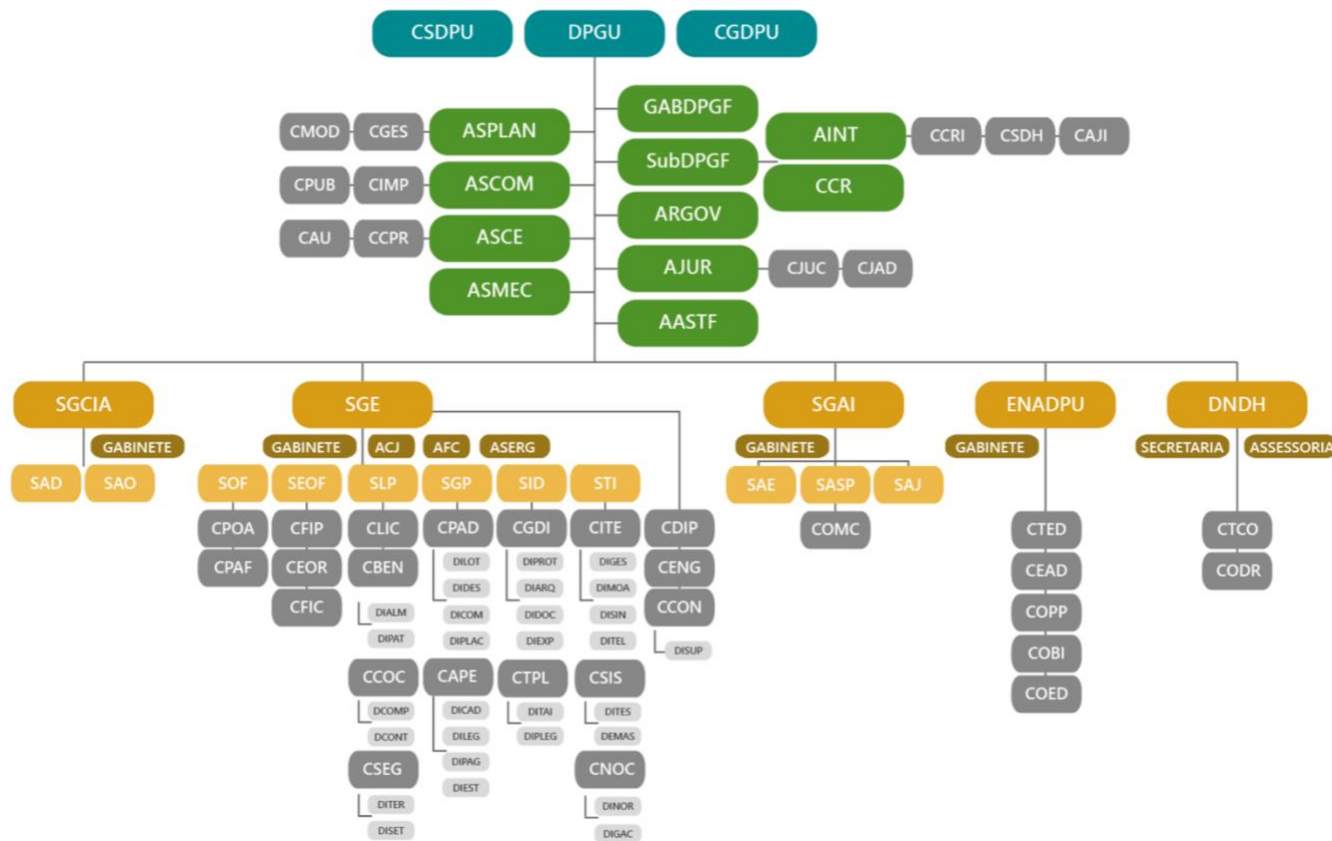 CSDPU DPGU CGDPU
GABDPGF
CMOD CGES ASPLAN
AINT CCRI CSDH CAJI
SubDPGF
CPUB CIMP ASCOM
CCR
ARGOV
CAU CCPR ASCE
AJUR CJUC CJAD
ASMEC
AASTF
SGCIA SGE SGAI ENADPU DNDH
GABINETE GABINETE ACJ AFC ASERG GABINETE GABINETE SECRETARIA ASSESSORIA
SAD SAO SOF SEOF SLP SGP SID STI SAE SASP SAJ
CPOA CFIP CLIC CPAD CGDI CITE CDIP COMC CTED CTCO
DILOT DIPROT DIGES
CPAF CEOR CBEN CENG CEAD CODR
DIDES DIARQ DIMOA
CFIC DIALM DICOM DIDOC DISIN CCON COPP
DIPAT DIPLAC DIEXP DITEL
DISUP COBI
CCOC CAPE CTPL CSIS
COED
DCOMP DICAD DITAI DITES
DCONT DILEG DIPLEG DEMAS
CSEG DIPAG CNOC
DIEST
DITER DINOR
DISET DIGAC